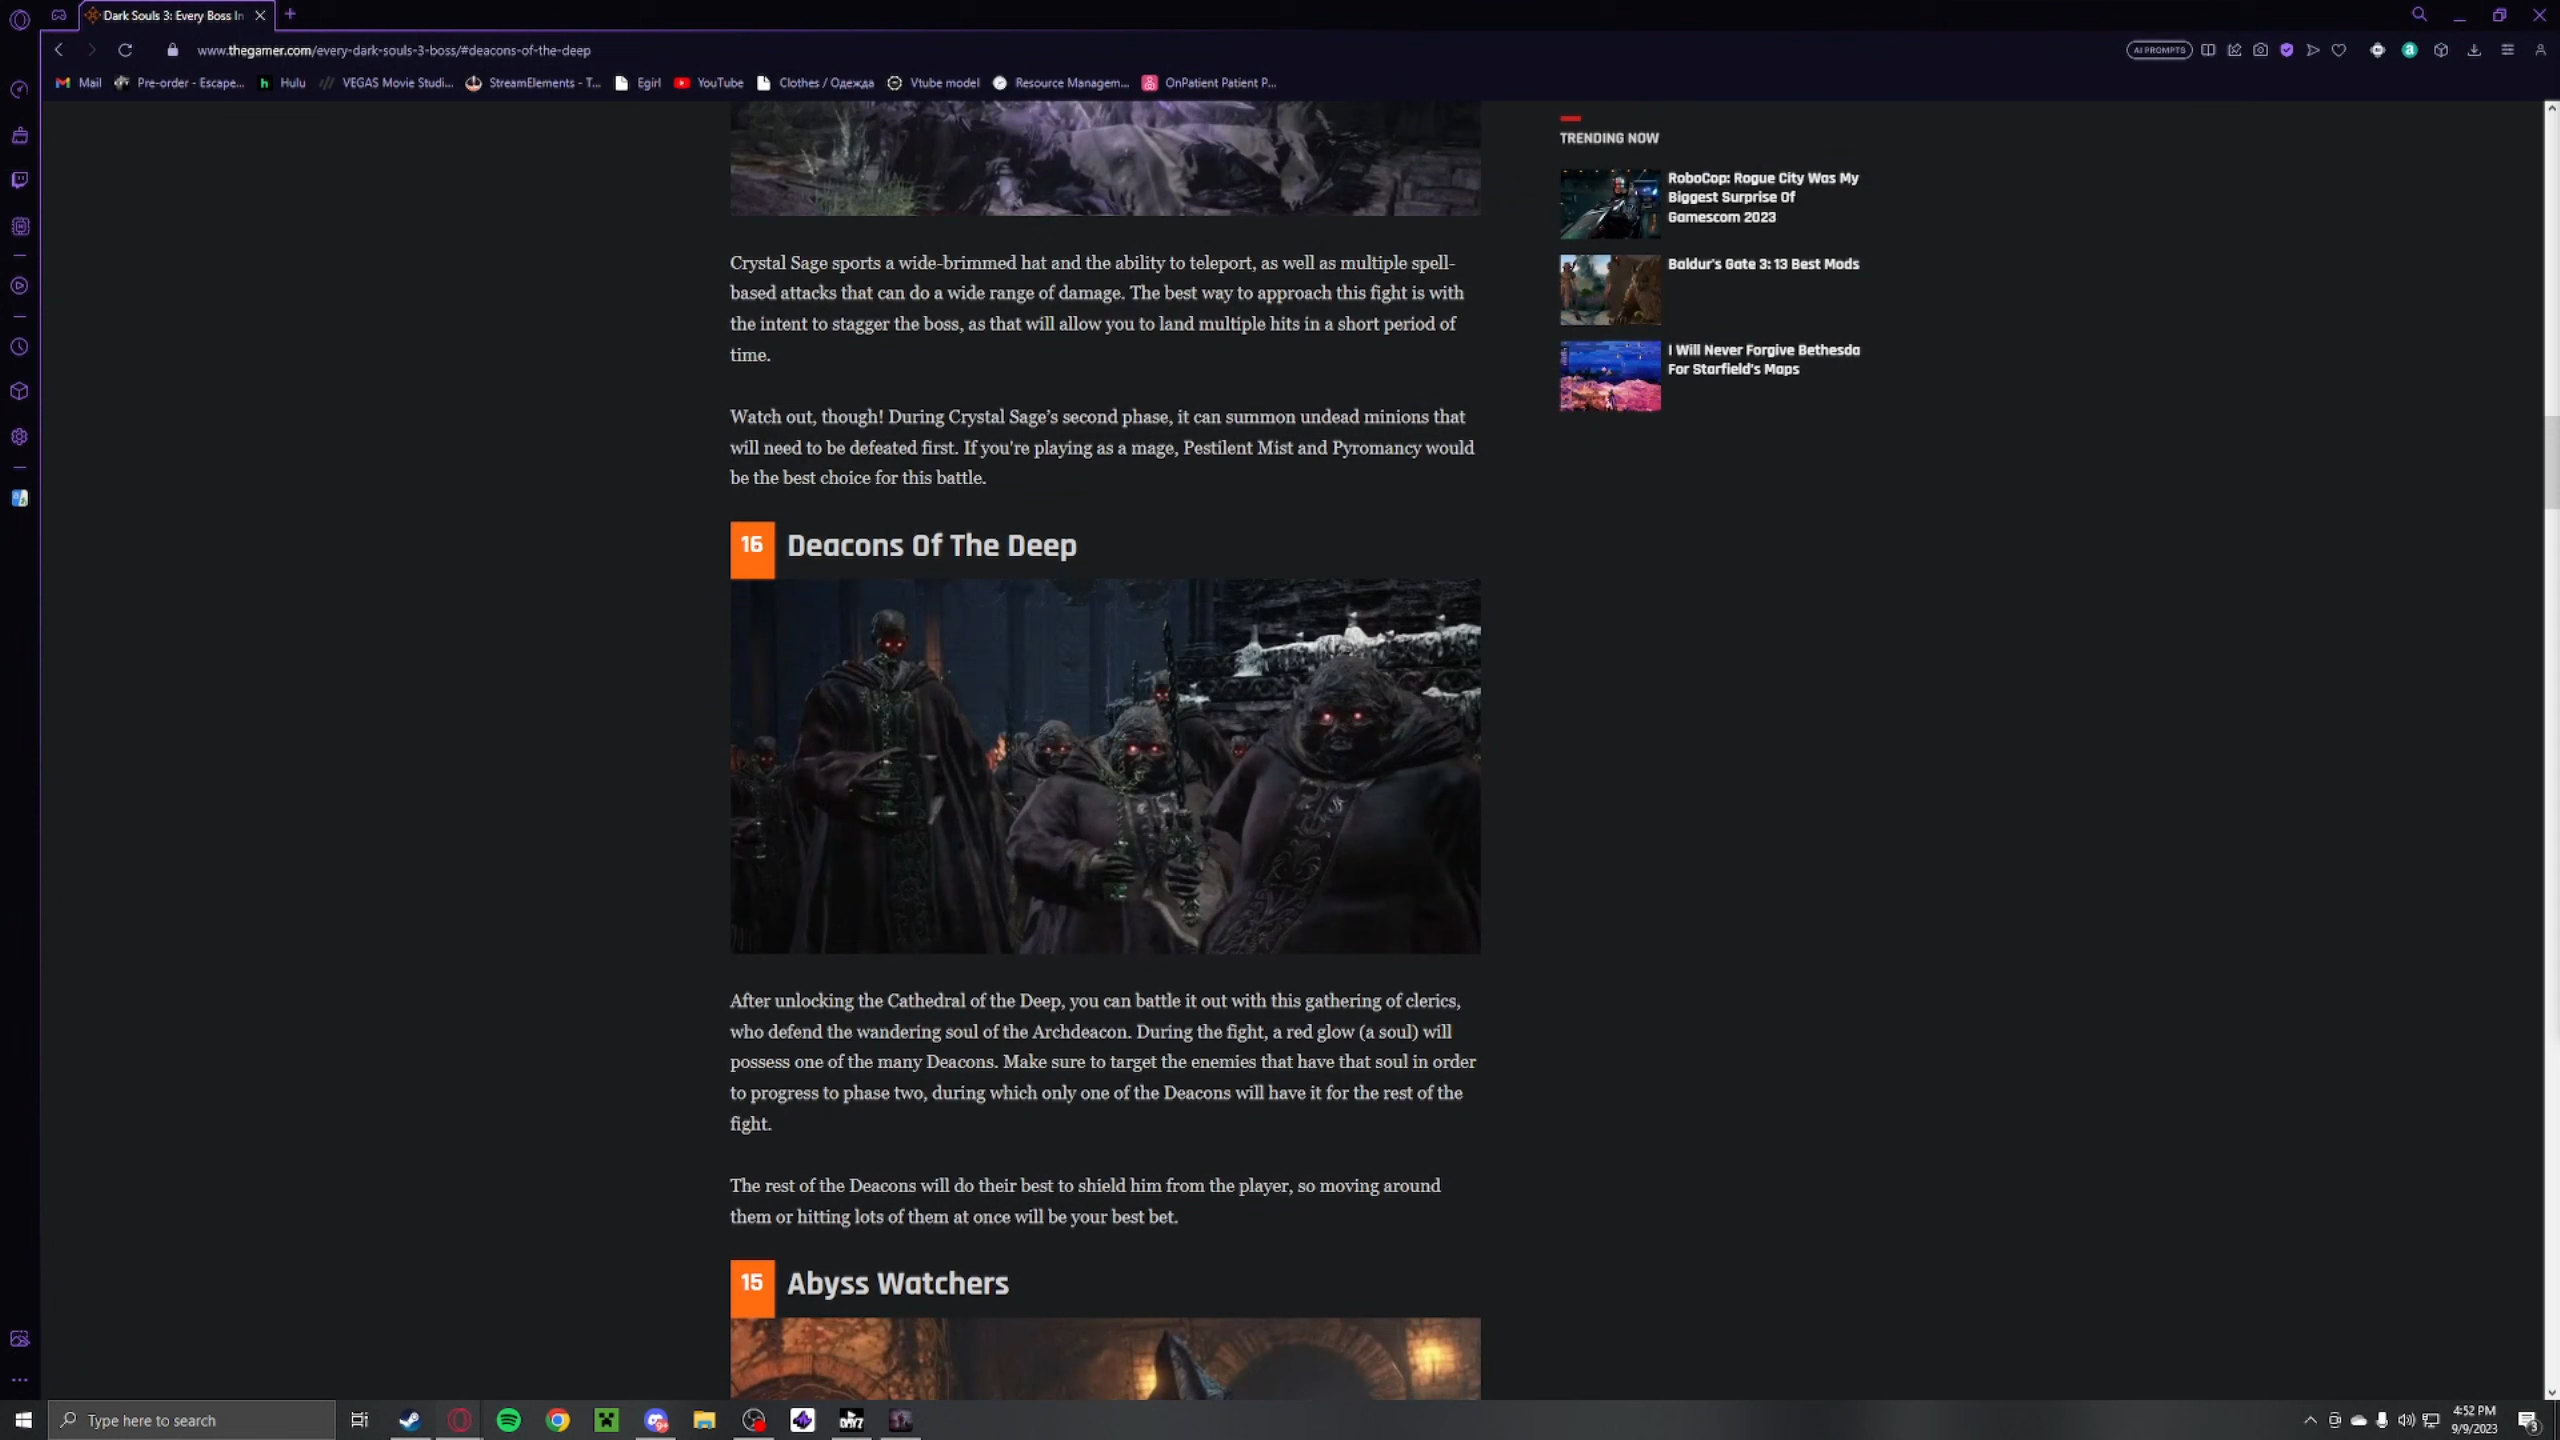 Dark Souls 3: Every Boss In
www.thegamer.com/every-dark-souls-3-boss/#deacons-of-the-deep
AI PROMPTS
Mail
Pre-order - Escape...
Hulu
VEGAS Movie Studi...
StreamElements - T...
Egirl
YouTube
Clothes / Одежда
Vtube model
Resource Managem...
OnPatient Patient P...
TRENDING NOW
RoboCop: Rogue City Was My
Biggest Surprise Of
Gamescom 2023
Baldur's Gate 3: 13 Best Mods
I Will Never Forgive Bethesda
For Starfield's Maps
Crystal Sage sports a wide-brimmed hat and the ability to teleport, as well as multiple spell-
based attacks that can do a wide range of damage. The best way to approach this fight is with
the intent to stagger the boss, as that will allow you to land multiple hits in a short period of
time.
Watch out, though! During Crystal Sage’s second phase, it can summon undead minions that
will need to be defeated first. If you're playing as a mage, Pestilent Mist and Pyromancy would
be the best choice for this battle.
16 Deacons Of The Deep
After unlocking the Cathedral of the Deep, you can battle it out with this gathering of clerics,
who defend the wandering soul of the Archdeacon. During the fight, a red glow (a soul) will
possess one of the many Deacons. Make sure to target the enemies that have that soul in order
to progress to phase two, during which only one of the Deacons will have it for the rest of the
fight.
The rest of the Deacons will do their best to shield him from the player, so moving around
them or hitting lots of them at once will be your best bet.
15 Abyss Watchers
Type here to search
DAYZ
4:52 PM
9/9/2023
3